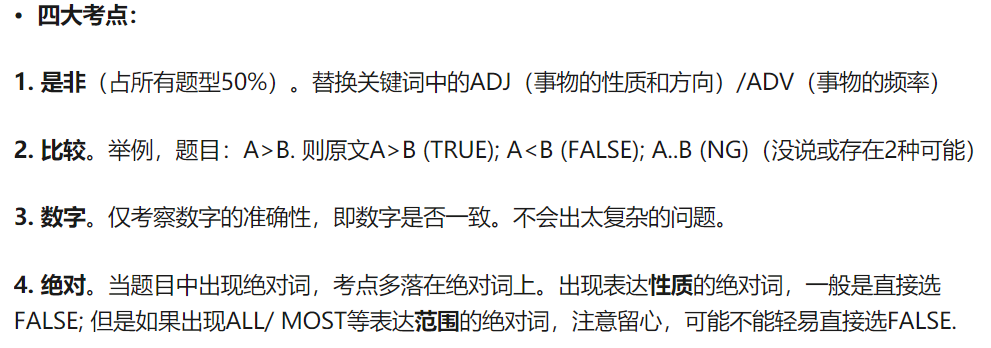 • 四大考点：
1. 是非（占所有题型50%）。替换关键词中的ADJ（事物的性质和方向）/ADV（事物的频率）
2. 比较。举例，题目：A>B. 则原文A>B (TRUE); A<B (FALSE); A..B (NG)（没说或存在2种可能）
3. 数字。仅考察数字的准确性，即数字是否一致。不会出太复杂的问题。
4. 绝对。当题目中出现绝对词，考点多落在绝对词上。出现表达性质的绝对词，一般是直接选
FALSE; 但是如果出现ALL/ MOST等表达范围的绝对词，注意留心，可能不能轻易直接选FALSE.